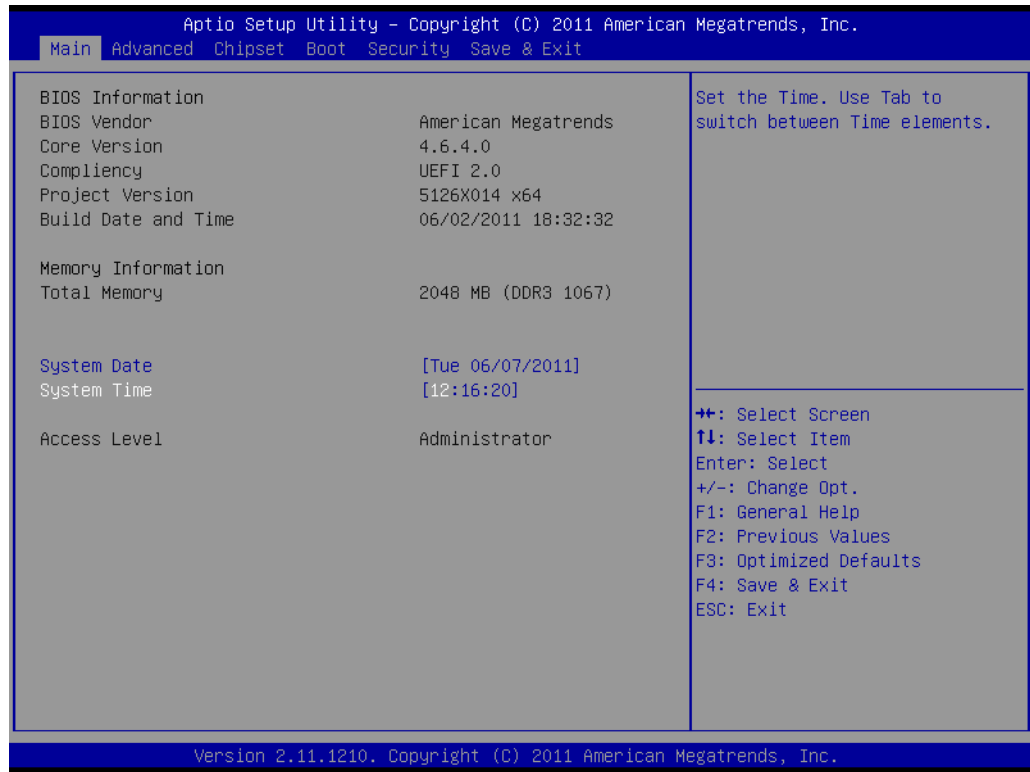 Aptio Setup Utility – Copyright (C) 2011 American Megatrends, Inc.
Main Advanced Chipset Boot Security Save & Exit
BIOS Information
BIOS Vendor American Megatrends
Core Version 4.6.4.0
Compliency UEFI 2.0
Project Version 5126X014 x64
Build Date and Time 06/02/2011 18:32:32
Memory Information
Total Memory 2048 MB (DDR3 1067)
System Date [Tue 06/07/2011]
System Time [12:16:20]
Access Level Administrator
Set the Time. Use Tab to
switch between Time elements.
→←: Select Screen
↑↓: Select Item
Enter: Select
+/-: Change Opt.
F1: General Help
F2: Previous Values
F3: Optimized Defaults
F4: Save & Exit
ESC: Exit
Version 2.11.1210. Copyright (C) 2011 American Megatrends, Inc.